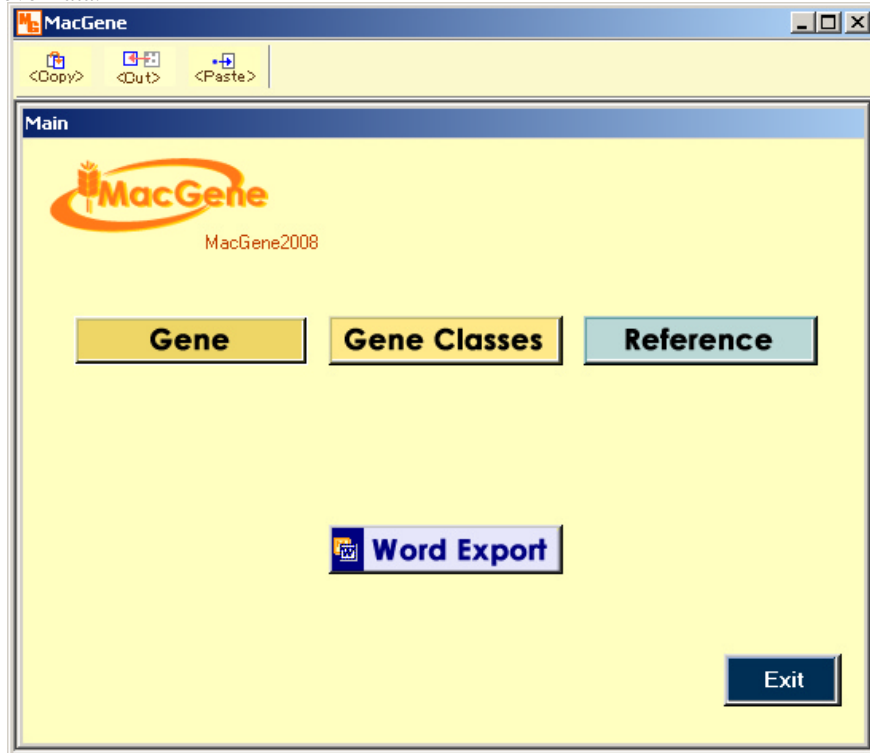 MacGene
<Copy> <Cut> <Paste>
Main
MacGene
MacGene2008
Gene Gene Classes Reference
Word Export
Exit